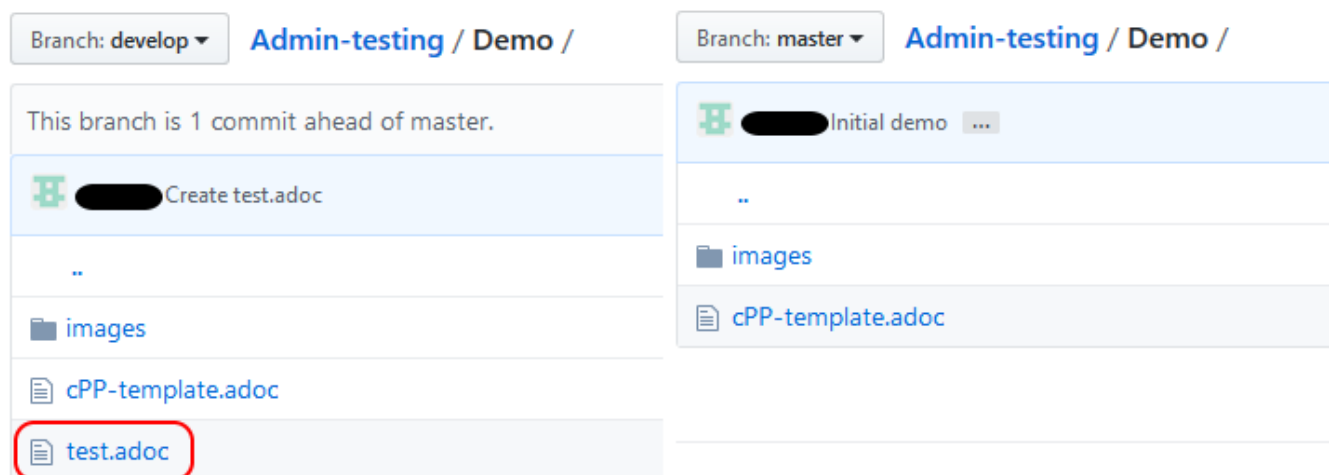 Branch: develop
Admin-testing / Demo /
This branch is 1 commit ahead of master.
Create test.adoc
..
images
cPP-template.adoc
test.adoc
Branch: master
Admin-testing / Demo /
Initial demo ...
..
images
cPP-template.adoc